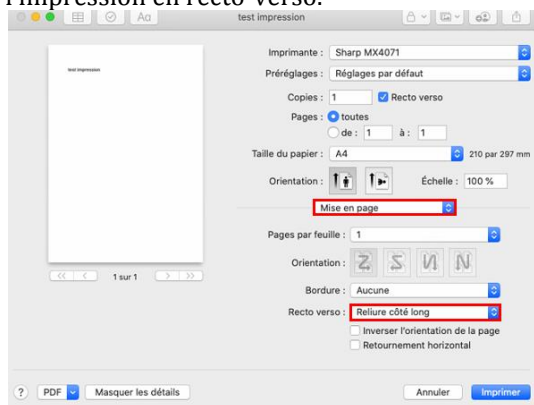 l'impression en recto-verso.
Aa
test impression
test impression
Imprimante : Sharp MX4071
Préréglages : Réglages par défaut
Copies : 1 Recto verso
Pages : toutes
de : 1 à : 1
Taille du papier : A4 210 par 297 mm
Orientation : Échelle : 100 %
Mise en page
Pages par feuille : 1
Orientation :
Bordure : Aucune
Recto verso : Reliure côté long
Inverser l'orientation de la page
Retournement horizontal
<< < 1 sur 1 > >>
? PDF Masquer les détails Annuler Imprimer